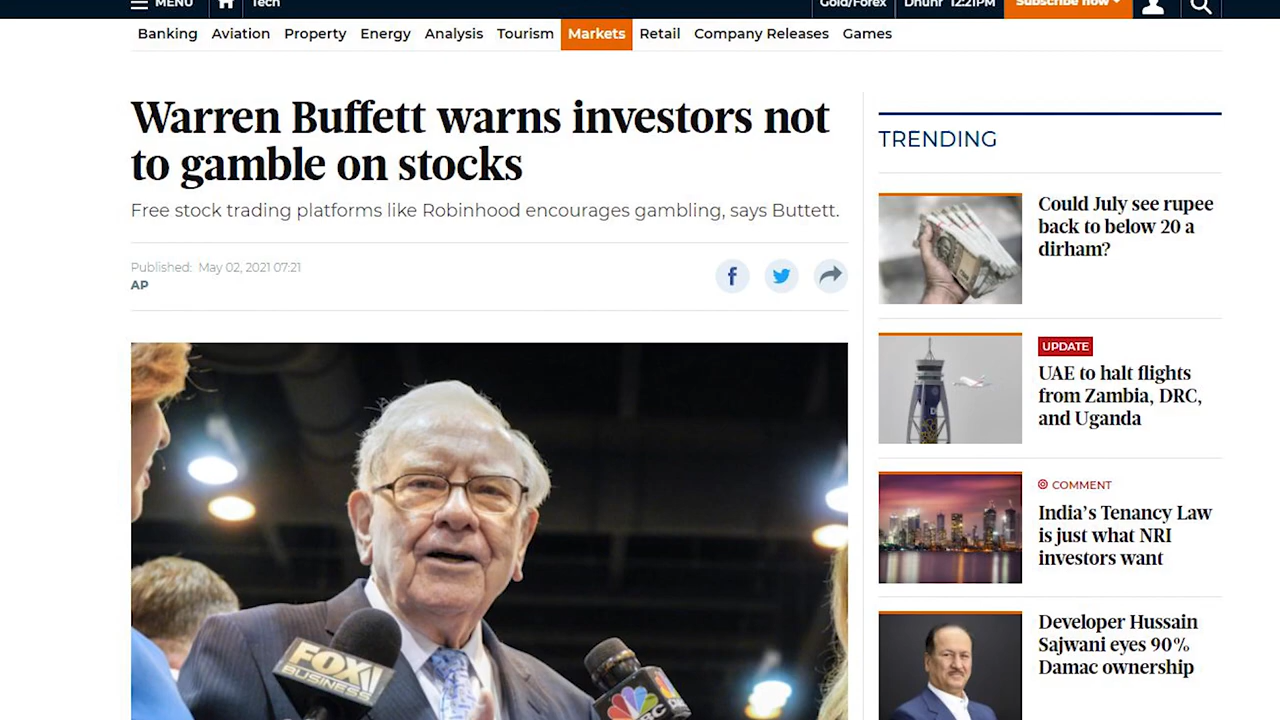 MENU
Tech
Gold/Forex
Dhuhr 12:21PM
Subscribe now
Banking Aviation Property Energy Analysis Tourism Markets Retail Company Releases Games
Warren Buffett warns investors not
to gamble on stocks
Free stock trading platforms like Robinhood encourages gambling, says Buttett.
Published: May 02, 2021 07:21
AP
FOX
BUSINESS
TRENDING
Could July see rupee
back to below 20 a
dirham?
UPDATE
UAE to halt flights
from Zambia, DRC,
and Uganda
COMMENT
India's Tenancy Law
is just what NRI
investors want
Developer Hussain
Sajwani eyes 90%
Damac ownership